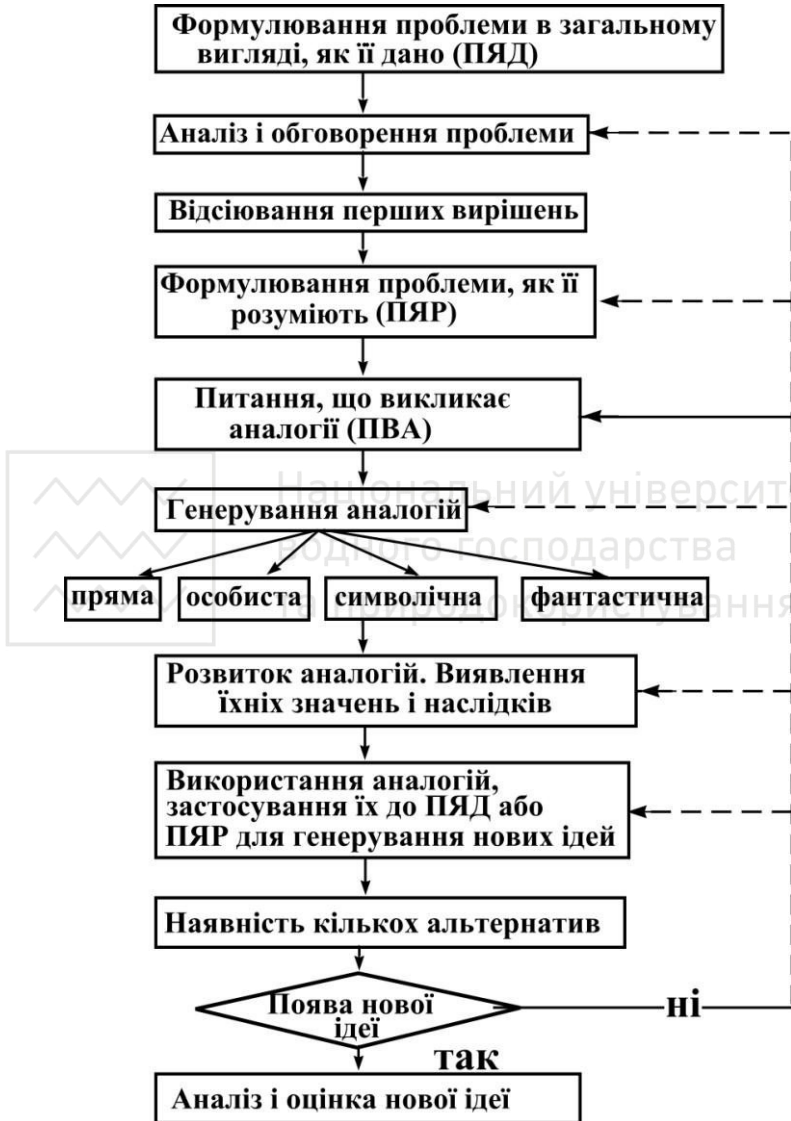 Формулювання проблеми в загальному
вигляді, як її дано (ПЯД)
Аналіз і обговорення проблеми
Відсіювання перших вирішень
Формулювання проблеми, як її
розуміють (ПЯР)
Питання, що викликає
аналогії (ПВА)
Національний університ
Генерування аналогій
водного господарства
пряма особиста символічна фантастична
та природокористування
Розвиток аналогій. Виявлення
їхніх значень і наслідків
Використання аналогій,
застосування їх до ПЯД або
ПЯР для генерування нових ідей
Наявність кількох альтернатив
Поява нової
ідеї
ні
так
Аналіз і оцінка нової ідеї